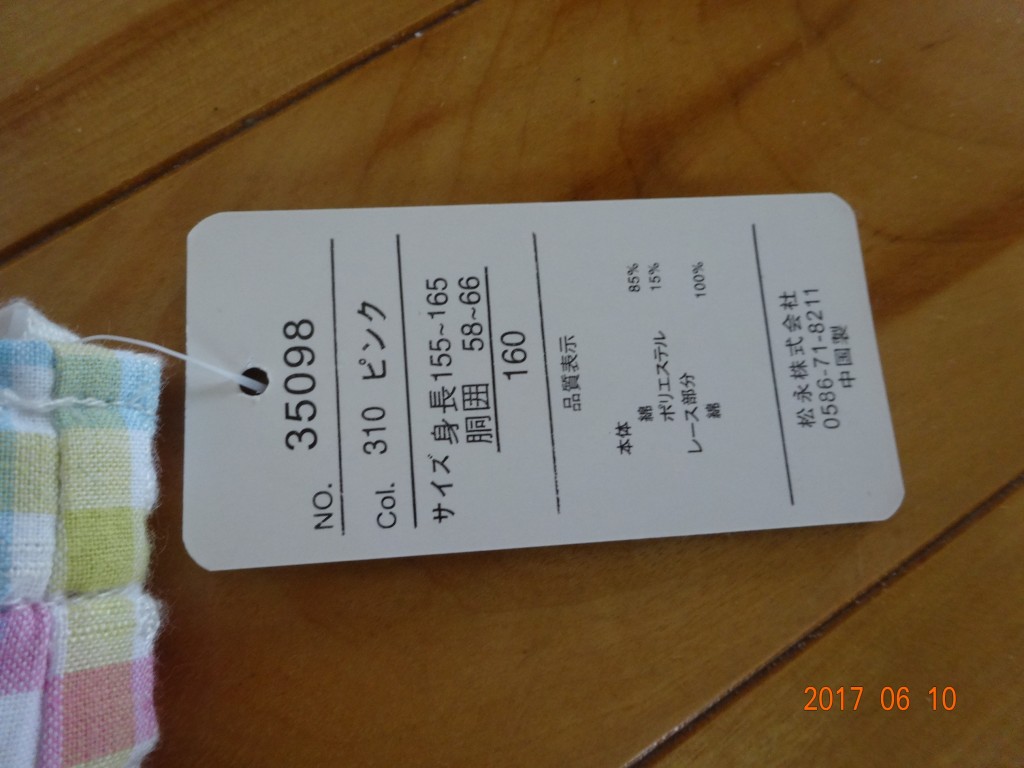 NO. 35098
Col. 310 ピンク
サイズ 身長155~165
胴囲 58~66
160
品質表示
本体
綿 85%
ポリエステル 15%
レース部分
綿 100%
松永株式会社
0586-71-8211
中国製
2017 06 10